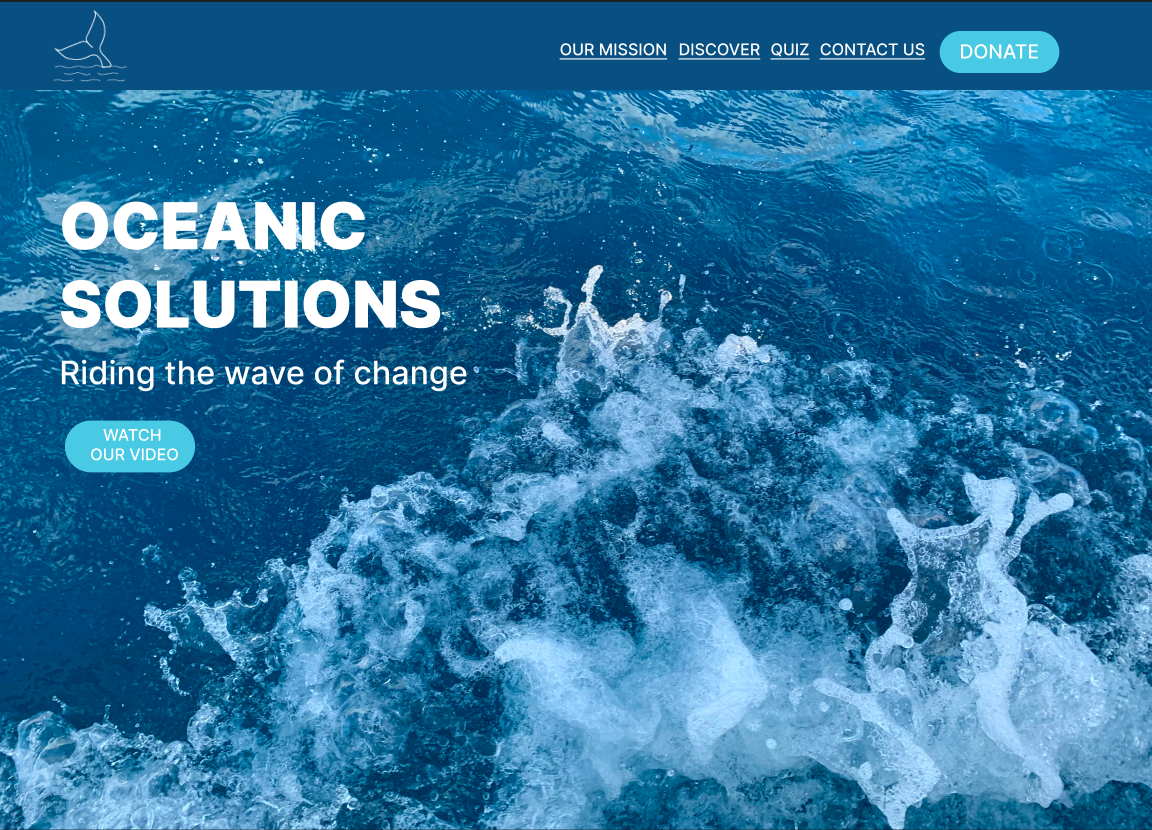 OUR MISSION DISCOVER QUIZ CONTACT US DONATE
OCEANIC
SOLUTIONS
Riding the wave of change
WATCH
OUR VIDEO